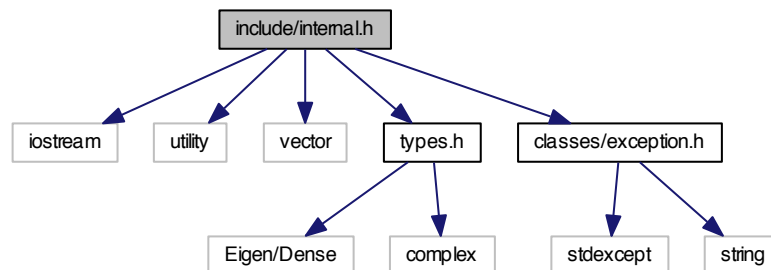 include/internal.h
iostream
utility
vector
types.h
classes/exception.h
Eigen/Dense
complex
stdexcept
string